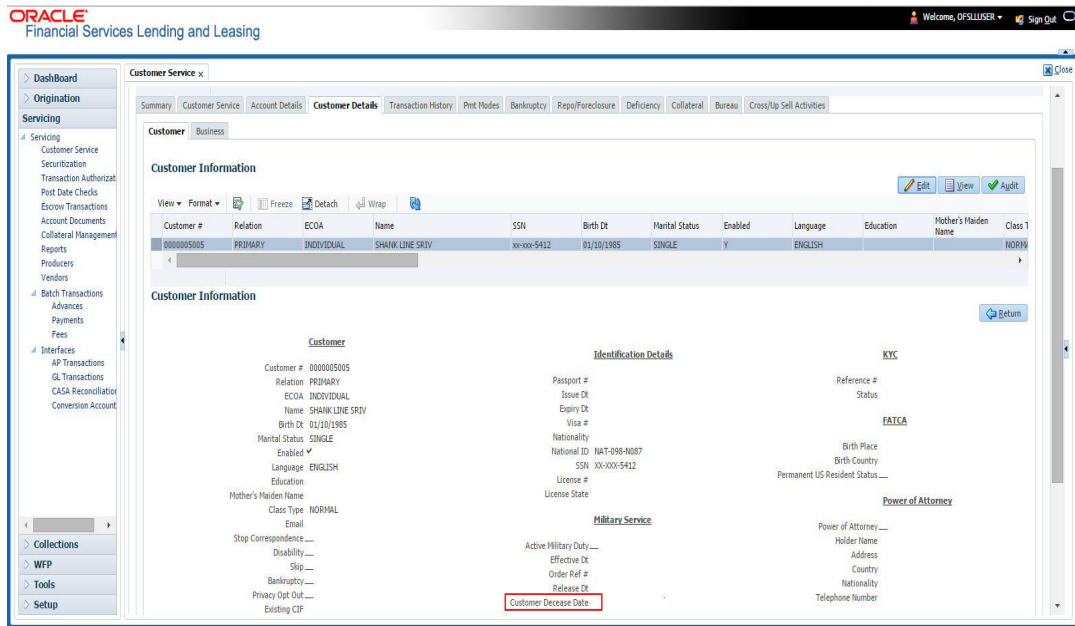 ORACLE'
Financial Services Lending and Leasing
Welcome, OFSLLUSER
Sign Out
Close
DashBoard
Origination
Servicing
Servicing
Customer Service
Securitization
Transaction Authorizat
Post Date Checks
Escrow Transactions
Account Documents
Collateral Management
Reports
Producers
Vendors
Batch Transactions
Advances
Payments
Fees
Interfaces
AP Transactions
GL Transactions
CASA Reconciliation
Conversion Account
Collections
WFP
Tools
Setup
Customer Service x
Summary Customer Service Account Details Customer Details Transaction History Pmt Modes Bankruptcy Repo/Foreclosure Deficiency Collateral Bureau Cross/Up Sell Activities
Customer Business
Customer Information
Edit View Audit
View Format Freeze Detach Wrap
Customer # Relation ECOA Name SSN Birth Dt Marital Status Enabled Language Education Mother's Maiden Name Class T
0000005005 PRIMARY INDIVIDUAL SHANK LINE SRIV xx-xxx-5412 01/10/1985 SINGLE Y ENGLISH NORM
Customer Information
Return
Customer
Customer # 0000005005
Relation PRIMARY
ECOA INDIVIDUAL
Name SHANK LINE SRIV
Birth Dt 01/10/1985
Marital Status SINGLE
Enabled
Language ENGLISH
Education
Mother's Maiden Name
Class Type NORMAL
Email
Stop Correspondence
Disability
Skip
Bankruptcy
Privacy Opt Out
Existing CIF
Identification Details
Passport #
Issue Dt
Expiry Dt
Visa #
Nationality
National ID NAT-098-N087
SSN XX-XXX-5412
License #
License State
Military Service
Active Military Duty
Effective Dt
Order Ref #
Release Dt
Customer Decease Date
KYC
Reference #
Status
FATCA
Birth Place
Birth Country
Permanent US Resident Status
Power of Attorney
Power of Attorney
Holder Name
Address
Country
Nationality
Telephone Number